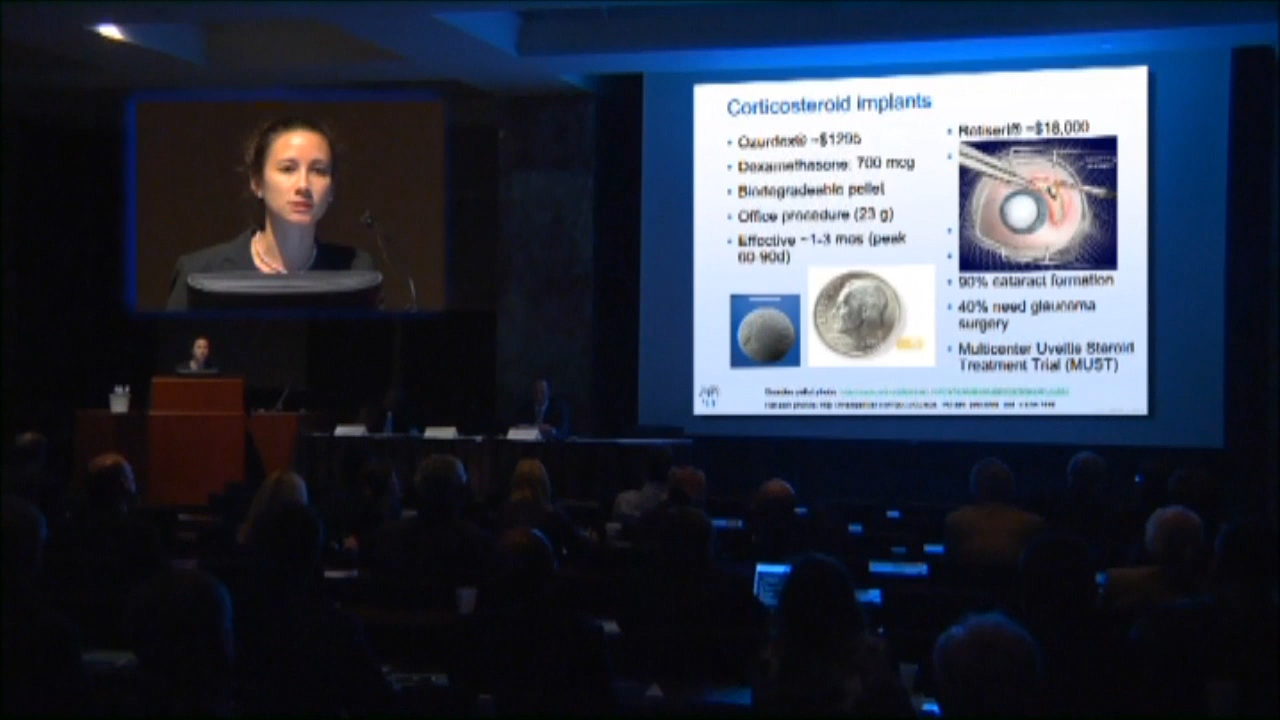 Corticosteroid implants
• Ozurdex® ~$1295
• Dexamethasone: 700 mcg
• Biodegradeable pellet
• Office procedure (23 g)
• Effective ~1-3 mos (peak
60-90d)
• Retisert® ~$18,000
• 90% cataract formation
• 40% need glaucoma
surgery
• Multicenter Uveitis Steroid
Treatment Trial (MUST)